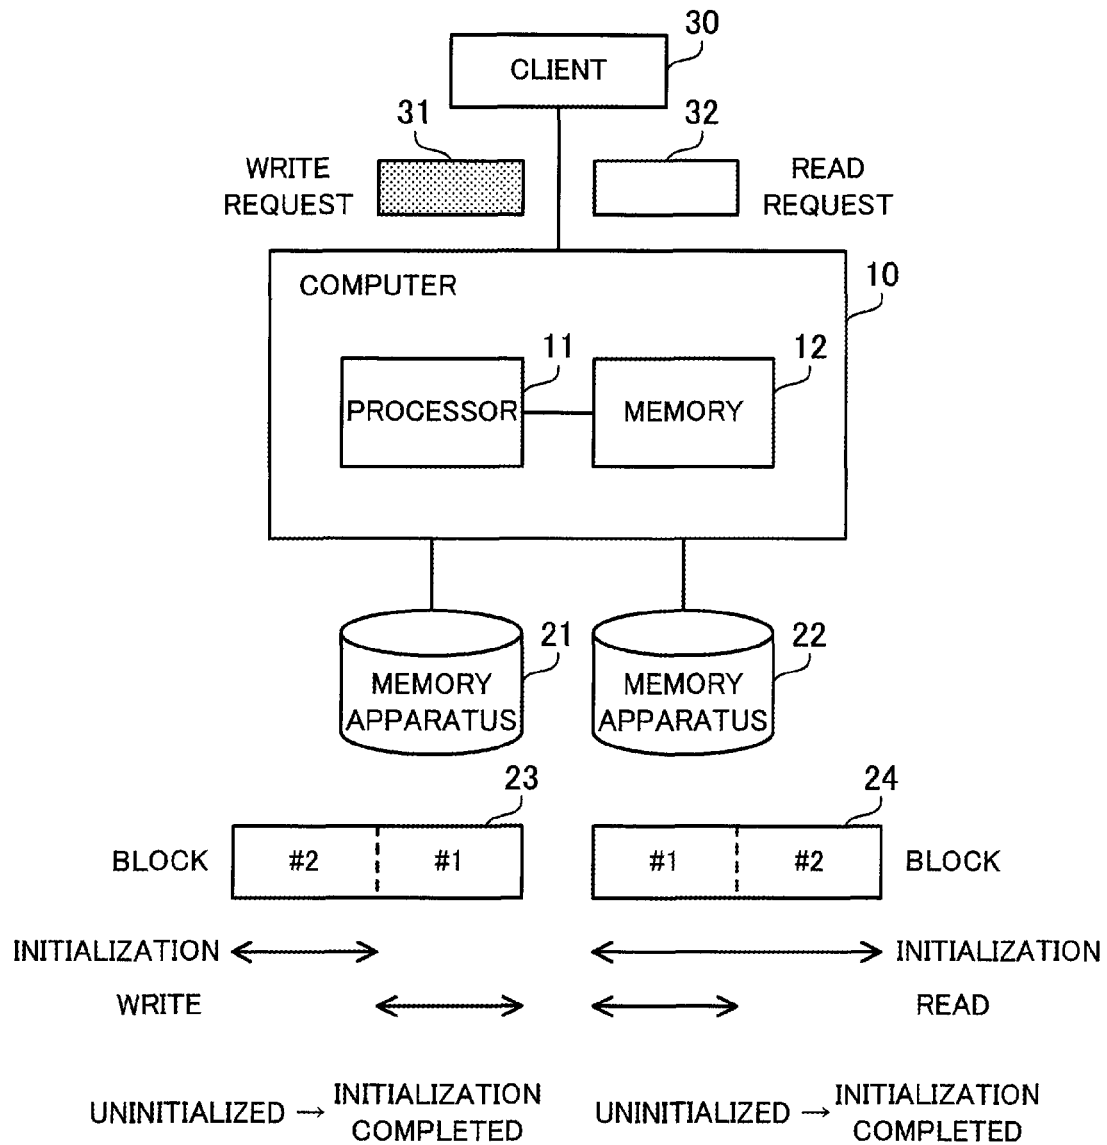 30
CLIENT
31
32
WRITE
REQUEST
READ
REQUEST
COMPUTER
10
11
12
PROCESSOR
MEMORY
21
22
MEMORY
APPARATUS
MEMORY
APPARATUS
23
24
BLOCK #2 #1
#1 #2 BLOCK
INITIALIZATION
INITIALIZATION
WRITE
READ
UNINITIALIZED → INITIALIZATION
COMPLETED
UNINITIALIZED → INITIALIZATION
COMPLETED